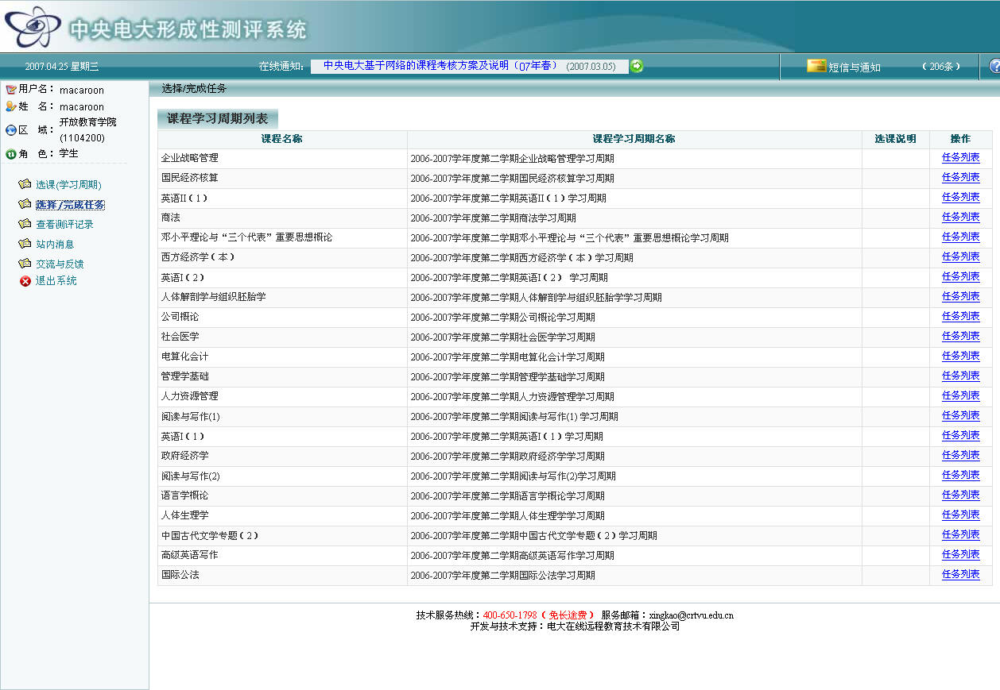 中央电大形成性测评系统
2007.04.25 星期三 在线通知: 中央电大基于网络的课程考核方案及说明（07年春） (2007.03.05) 短信与通知 （206条）
用户名： macaroon
姓 名： macaroon
区 域： 开放教育学院
(1104200)
角 色： 学生
选课(学习周期)
选择/完成任务
查看测评记录
站内消息
交流与反馈
退出系统
选择/完成任务
课程学习周期列表
课程名称 课程学习周期名称 选课说明 操作
企业战略管理 2006-2007学年度第二学期企业战略管理学习周期 任务列表
国民经济核算 2006-2007学年度第二学期国民经济核算学习周期 任务列表
英语II（1） 2006-2007学年度第二学期英语II（1）学习周期 任务列表
商法 2006-2007学年度第二学期商法学习周期 任务列表
邓小平理论与“三个代表”重要思想概论 2006-2007学年度第二学期邓小平理论与“三个代表”重要思想概论学习周期 任务列表
西方经济学（本） 2006-2007学年度第二学期西方经济学（本）学习周期 任务列表
英语I（2） 2006-2007学年度第二学期英语I（2） 学习周期 任务列表
人体解剖学与组织胚胎学 2006-2007学年度第二学期人体解剖学与组织胚胎学学习周期 任务列表
公司概论 2006-2007学年度第二学期公司概论学习周期 任务列表
社会医学 2006-2007学年度第二学期社会医学学习周期 任务列表
电算化会计 2006-2007学年度第二学期电算化会计学习周期 任务列表
管理学基础 2006-2007学年度第二学期管理学基础学习周期 任务列表
人力资源管理 2006-2007学年度第二学期人力资源管理学习周期 任务列表
阅读与写作(1) 2006-2007学年度第二学期阅读与写作(1) 学习周期 任务列表
英语I（1） 2006-2007学年度第二学期英语I（1）学习周期 任务列表
政府经济学 2006-2007学年度第二学期政府经济学学习周期 任务列表
阅读与写作(2) 2006-2007学年度第二学期阅读与写作(2)学习周期 任务列表
语言学概论 2006-2007学年度第二学期语言学概论学习周期 任务列表
人体生理学 2006-2007学年度第二学期人体生理学学习周期 任务列表
中国古代文学专题（2） 2006-2007学年度第二学期中国古代文学专题（2）学习周期 任务列表
高级英语写作 2006-2007学年度第二学期高级英语写作学习周期 任务列表
国际公法 2006-2007学年度第二学期国际公法学习周期 任务列表
技术服务热线：400-650-1798（免长途费） 服务邮箱：xingkao@crtvu.edu.cn
开发与技术支持：电大在线远程教育技术有限公司